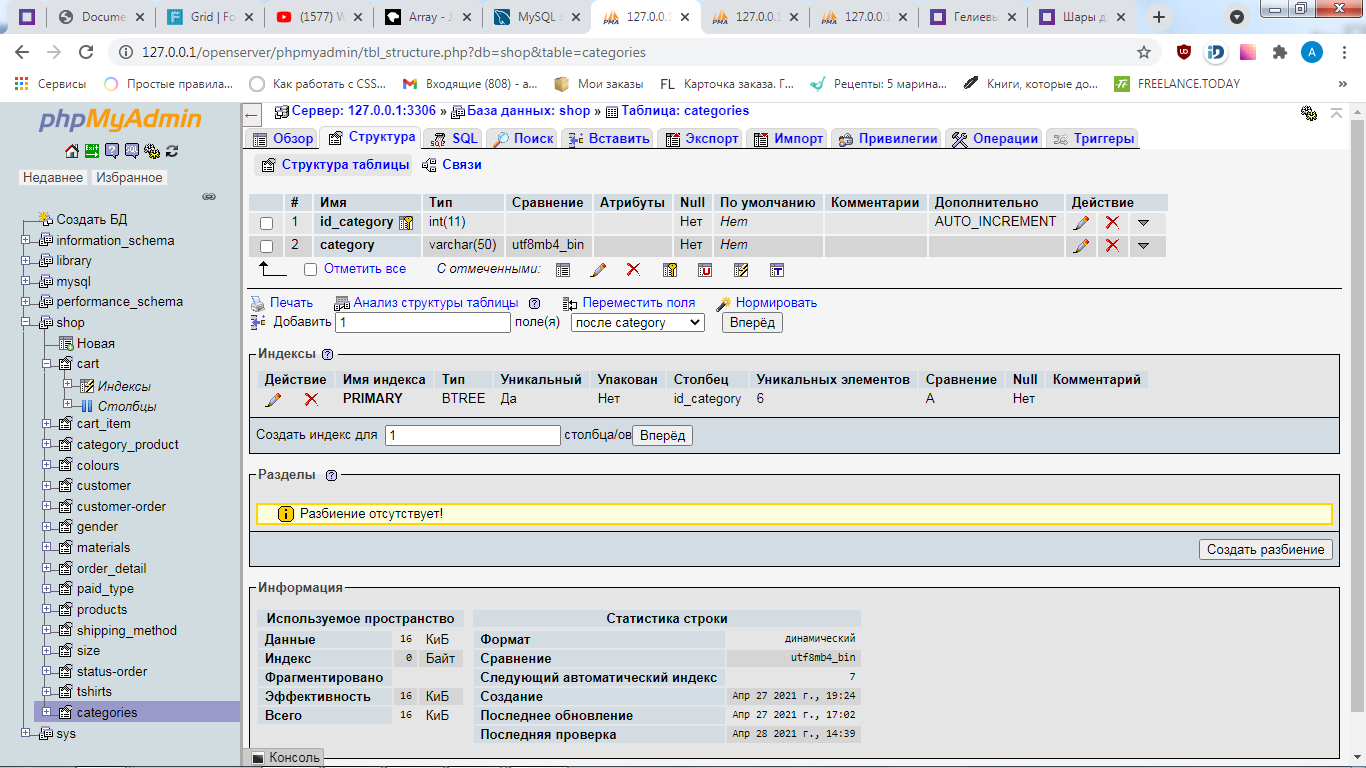 Docume
Grid | Fo
(1577) W
Array - J
MySQL
127.0.0.1
127.0.0.1
127.0.0.1
Гелиевы
Шары д
127.0.0.1/openserver/phpmyadmin/tbl_structure.php?db=shop&table=categories
Сервисы
Простые правила...
Как работать с CSS...
Входящие (808) - a...
Мои заказы
FL Карточка заказа. Г...
Рецепты: 5 марина...
Книги, которые до...
FREELANCE.TODAY
»
phpMyAdmin
Недавнее Избранное
Создать БД
information_schema
library
mysql
performance_schema
shop
Новая
cart
Индексы
Столбцы
cart_item
category_product
colours
customer
customer-order
gender
materials
order_detail
paid_type
products
shipping_method
size
status-order
tshirts
categories
sys
Сервер: 127.0.0.1:3306 » База данных: shop » Таблица: categories
Обзор Структура SQL Поиск Вставить Экспорт Импорт Привилегии Операции Триггеры
Структура таблицы Связи
# Имя Тип Сравнение Атрибуты Null По умолчанию Комментарии Дополнительно Действие
1 id_category int(11) Нет Нет AUTO_INCREMENT
2 category varchar(50) utf8mb4_bin Нет Нет
Отметить все С отмеченными:
Печать Анализ структуры таблицы Переместить поля Нормировать
Добавить 1 поле(я) после category Вперёд
Индексы
Действие Имя индекса Тип Уникальный Упакован Столбец Уникальных элементов Сравнение Null Комментарий
PRIMARY BTREE Да Нет id_category 6 A Нет
Создать индекс для 1 столбца/ов Вперёд
Разделы
Разбиение отсутствует!
Создать разбиение
Информация
Используемое пространство
Данные 16 КиБ
Индекс 0 Байт
Фрагментировано
Эффективность 16 КиБ
Всего 16 КиБ
Статистика строки
Формат динамический
Сравнение utf8mb4_bin
Следующий автоматический индекс 7
Создание Апр 27 2021 г., 19:24
Последнее обновление Апр 27 2021 г., 17:02
Последняя проверка Апр 28 2021 г., 14:39
Консоль